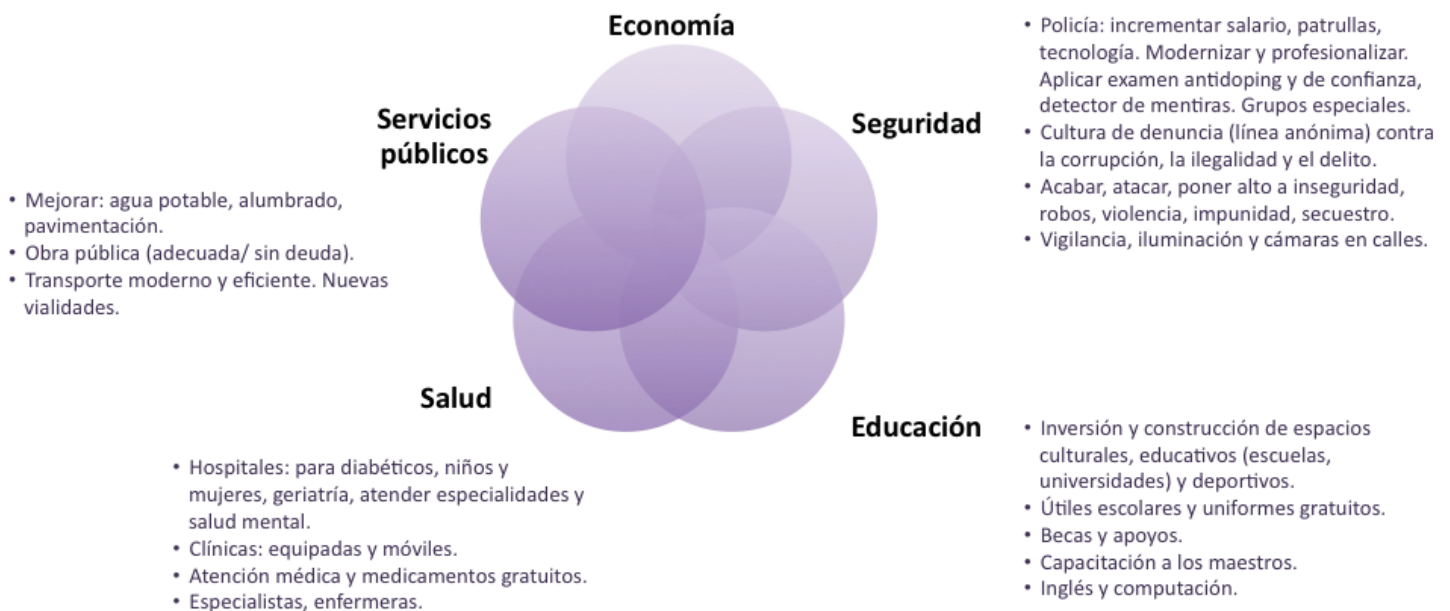 Economía
Servicios
públicos
Seguridad
• Policía: incrementar salario, patrullas,
tecnología. Modernizar y profesionalizar.
Aplicar examen antidoping y de confianza,
detector de mentiras. Grupos especiales.
• Cultura de denuncia (línea anónima) contra
la corrupción, la ilegalidad y el delito.
• Acabar, atacar, poner alto a inseguridad,
robos, violencia, impunidad, secuestro.
• Vigilancia, iluminación y cámaras en calles.
• Mejorar: agua potable, alumbrado,
pavimentación.
• Obra pública (adecuada/ sin deuda).
• Transporte moderno y eficiente. Nuevas
vialidades.
Salud
• Hospitales: para diabéticos, niños y
mujeres, geriatría, atender especialidades y
salud mental.
• Clínicas: equipadas y móviles.
• Atención médica y medicamentos gratuitos.
• Especialistas, enfermeras.
Educación
• Inversión y construcción de espacios
culturales, educativos (escuelas,
universidades) y deportivos.
• Útiles escolares y uniformes gratuitos.
• Becas y apoyos.
• Capacitación a los maestros.
• Inglés y computación.